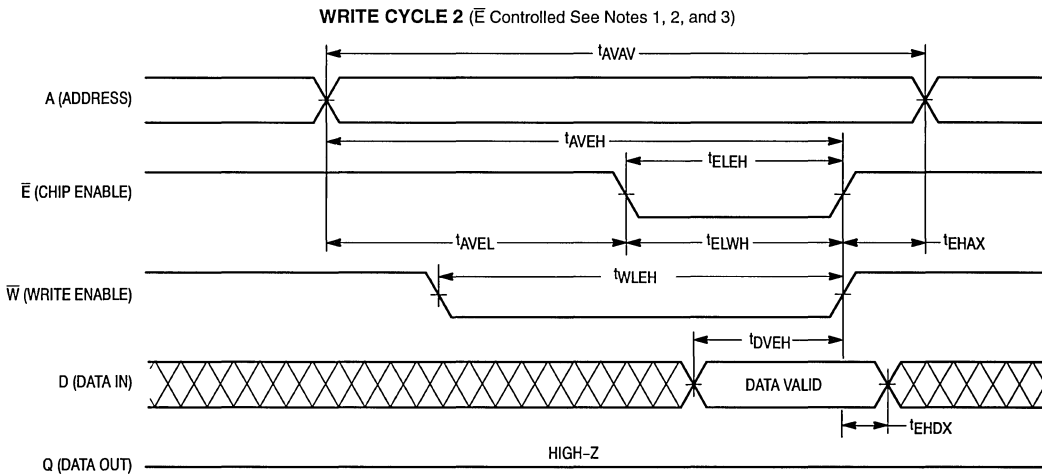 WRITE CYCLE 2 (E̅ Controlled See Notes 1, 2, and 3)
tAVAV
A (ADDRESS)
tAVEH
tELEH
E̅ (CHIP ENABLE)
tAVEL
tELWH
tEHAX
tWLEH
W̅ (WRITE ENABLE)
tDVEH
D (DATA IN)
DATA VALID
tEHDX
HIGH–Z
Q (DATA OUT)